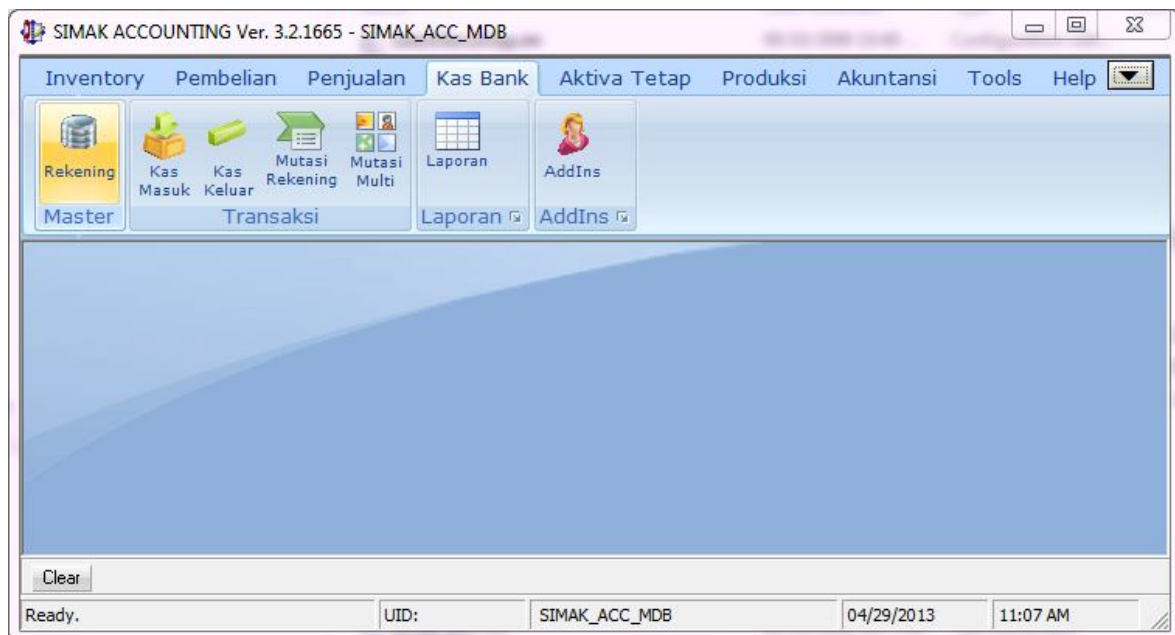 SIMAK ACCOUNTING Ver. 3.2.1665 - SIMAK_ACC_MDB
Inventory Pembelian Penjualan Kas Bank Aktiva Tetap Produksi Akuntansi Tools Help
Rekening
Kas
Masuk
Kas
Keluar
Mutasi
Rekening
Mutasi
Multi
Laporan
AddIns
Master Transaksi Laporan AddIns
Clear
Ready. UID: SIMAK_ACC_MDB 04/29/2013 11:07 AM